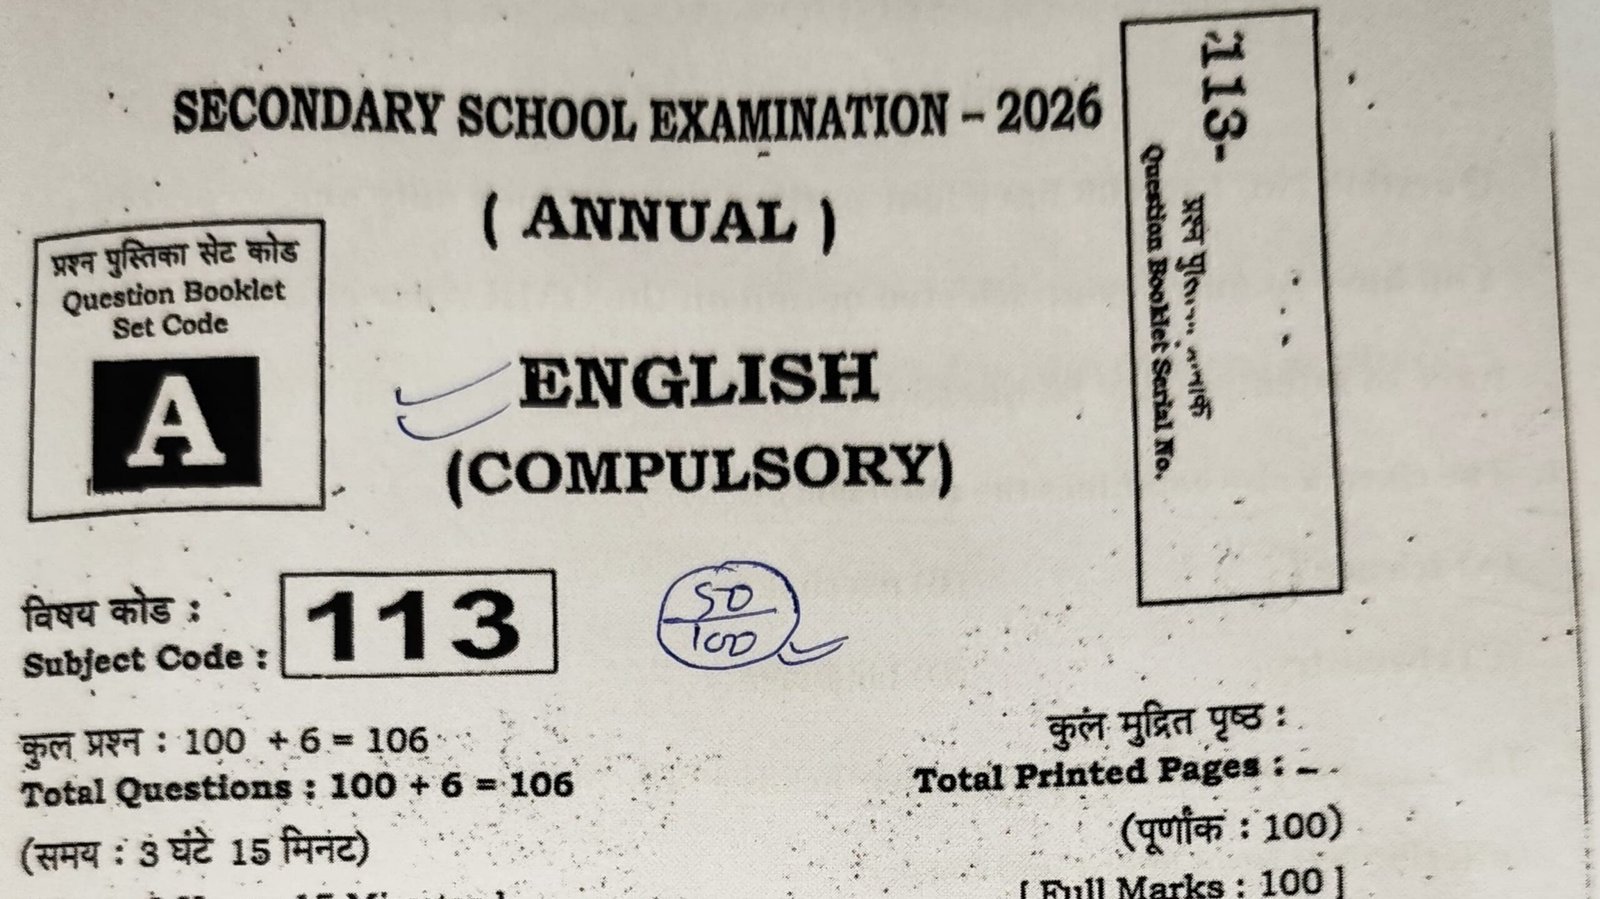 SECONDARY SCHOOL EXAMINATION – 2026
( ANNUAL )
प्रश्न पुस्तिका सेट कोड
Question Booklet
Set Code
A
ENGLISH
(COMPULSORY)
113-
प्रश्न
Question Booklet Serial No.
विषय कोड :
Subject Code :
113
50
100
कुल प्रश्न : 100 + 6 = 106
Total Questions : 100 + 6 = 106
(समय : 3 घंटे 15 मिनट)
कुल मुद्रित पृष्ठ :
Total Printed Pages :
(पूर्णांक : 100)
[ Full Marks : 100 ]